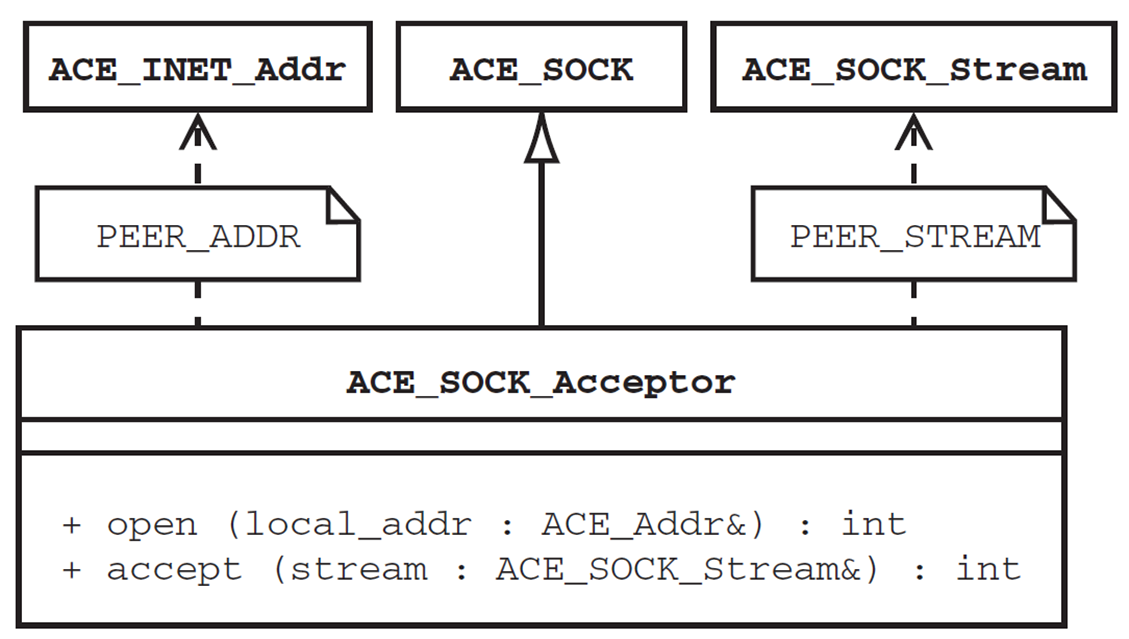 ACE_INET_Addr
ACE_SOCK
ACE_SOCK_Stream
PEER_ADDR
PEER_STREAM
ACE_SOCK_Acceptor
+ open (local_addr : ACE_Addr&) : int
+ accept (stream : ACE_SOCK_Stream&) : int